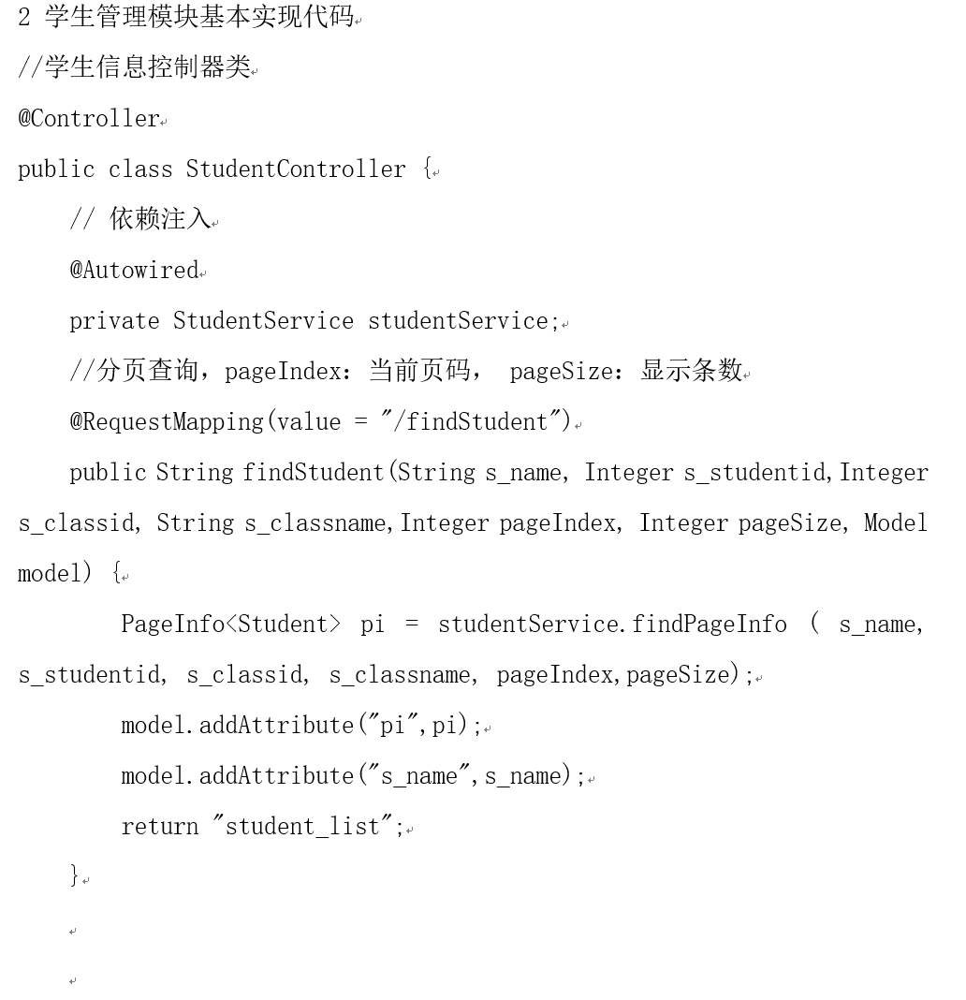 2 学生管理模块基本实现代码
//学生信息控制器类
@Controller
public class StudentController {
// 依赖注入
@Autowired
private StudentService studentService;
//分页查询，pageIndex：当前页码， pageSize：显示条数
@RequestMapping(value = "/findStudent")
public String findStudent(String s_name, Integer s_studentid,Integer
s_classid, String s_classname,Integer pageIndex, Integer pageSize, Model
model) {
PageInfo<Student> pi = studentService.findPageInfo ( s_name,
s_studentid, s_classid, s_classname, pageIndex,pageSize);
model.addAttribute("pi",pi);
model.addAttribute("s_name",s_name);
return "student_list";
}